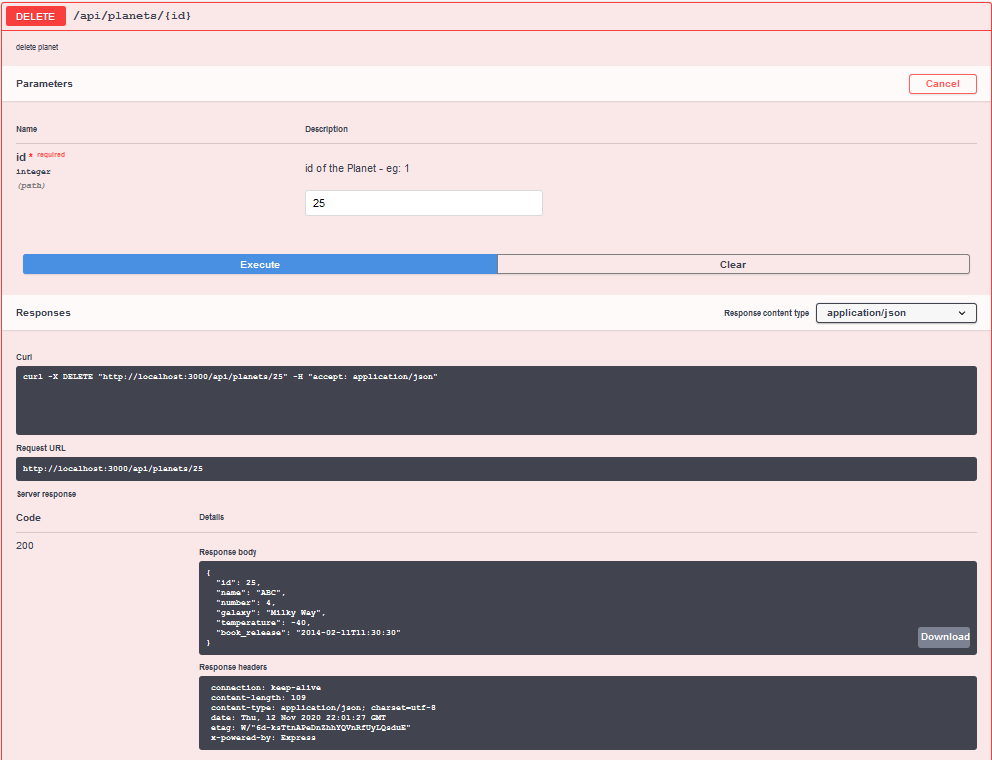 DELETE /api/planets/{id}
delete planet
Parameters Cancel
Name Description
id * required
integer
(path)
id of the Planet - eg: 1
25
Execute Clear
Responses Response content type application/json
Curl
curl -X DELETE "http://localhost:3000/api/planets/25" -H "accept: application/json"
Request URL
http://localhost:3000/api/planets/25
Server response
Code Details
200
Response body
{
  "id": 25,
  "name": "ABC",
  "number": 4,
  "galaxy": "Milky Way",
  "temperature": -40,
  "book_release": "2014-02-11T11:30:30"
}
Download
Response headers
connection: keep-alive
content-length: 109
content-type: application/json; charset=utf-8
date: Thu, 12 Nov 2020 22:01:27 GMT
etag: W/"6d-ksTtnAPeDnZhhYQVnRfUyLQsduE"
x-powered-by: Express